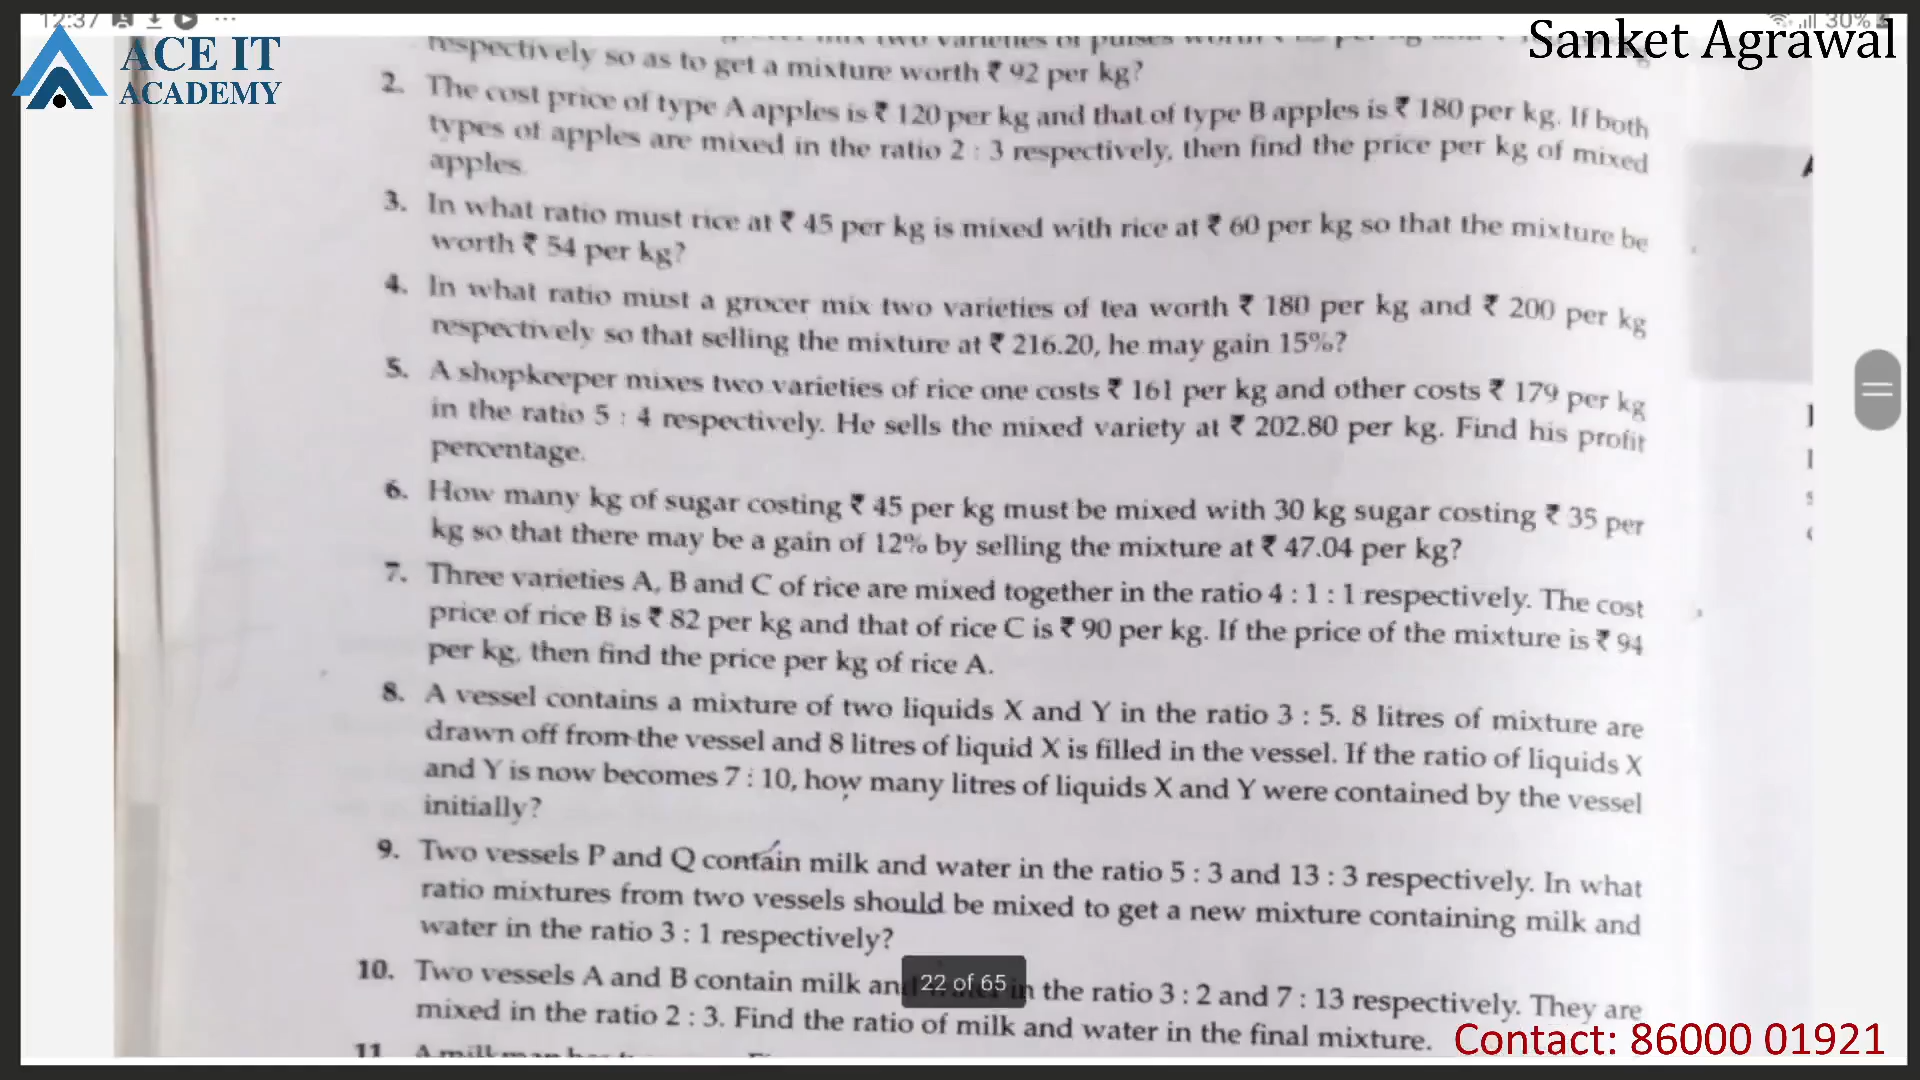 12:37
30%
ACE IT
ACADEMY
Sanket Agrawal
respectively so as to get a mixture worth ₹ 92 per kg?
2. The cost price of type A apples is ₹ 120 per kg and that of type B apples is ₹ 180 per kg. If both
types of apples are mixed in the ratio 2 : 3 respectively, then find the price per kg of mixed
apples.
3. In what ratio must rice at ₹ 45 per kg is mixed with rice at ₹ 60 per kg so that the mixture be
worth ₹ 54 per kg?
4. In what ratio must a grocer mix two varieties of tea worth ₹ 180 per kg and ₹ 200 per kg
respectively so that selling the mixture at ₹ 216.20, he may gain 15%?
5. A shopkeeper mixes two varieties of rice one costs ₹ 161 per kg and other costs ₹ 179 per kg
in the ratio 5 : 4 respectively. He sells the mixed variety at ₹ 202.80 per kg. Find his profit
percentage.
6. How many kg of sugar costing ₹ 45 per kg must be mixed with 30 kg sugar costing ₹ 35 per
kg so that there may be a gain of 12% by selling the mixture at ₹ 47.04 per kg?
7. Three varieties A, B and C of rice are mixed together in the ratio 4 : 1 : 1 respectively. The cost
price of rice B is ₹ 82 per kg and that of rice C is ₹ 90 per kg. If the price of the mixture is ₹ 94
per kg, then find the price per kg of rice A.
8. A vessel contains a mixture of two liquids X and Y in the ratio 3 : 5. 8 litres of mixture are
drawn off from the vessel and 8 litres of liquid X is filled in the vessel. If the ratio of liquids X
and Y is now becomes 7 : 10, how many litres of liquids X and Y were contained by the vessel
initially?
9. Two vessels P and Q contain milk and water in the ratio 5 : 3 and 13 : 3 respectively. In what
ratio mixtures from two vessels should be mixed to get a new mixture containing milk and
water in the ratio 3 : 1 respectively?
10. Two vessels A and B contain milk an in the ratio 3 : 2 and 7 : 13 respectively. They are
22 of 65
mixed in the ratio 2 : 3. Find the ratio of milk and water in the final mixture.
11
Contact: 86000 01921